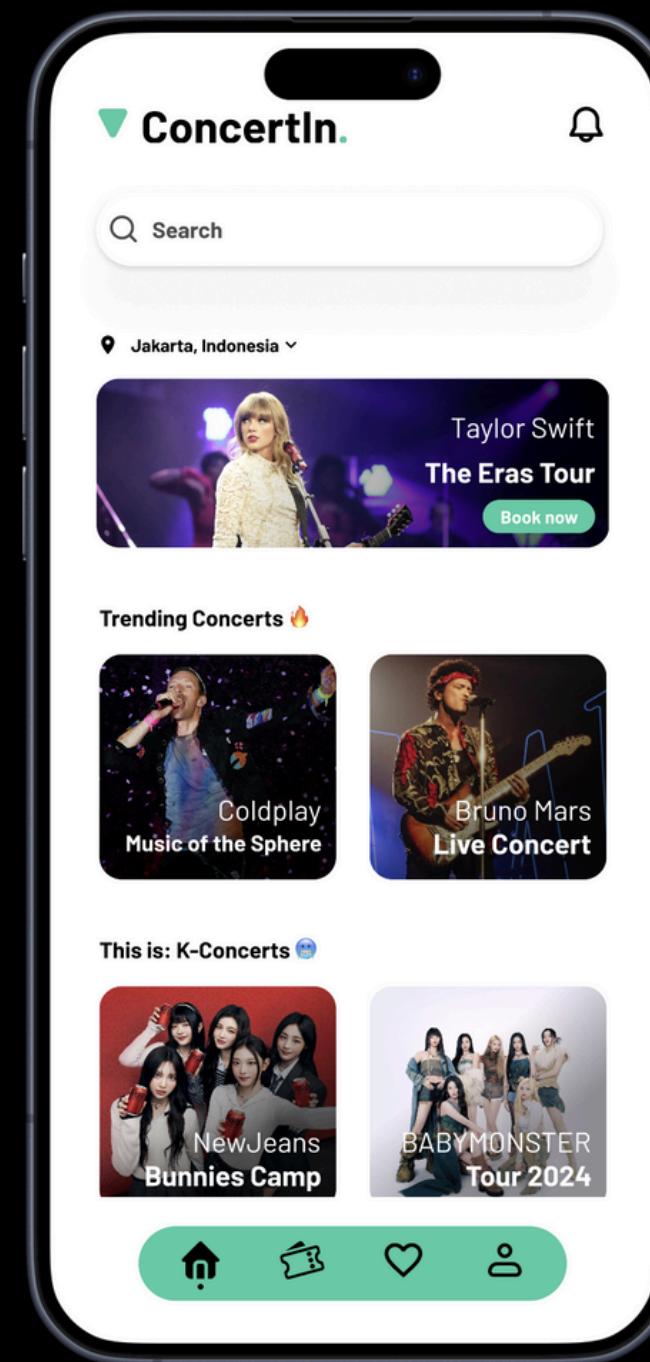 ConcertIn.
Search
Jakarta, Indonesia
Taylor Swift
The Eras Tour
Book now
Trending Concerts 🔥
Coldplay
Music of the Sphere
Bruno Mars
Live Concert
This is: K-Concerts 🥶
NewJeans
Bunnies Camp
BABYMONSTER
Tour 2024